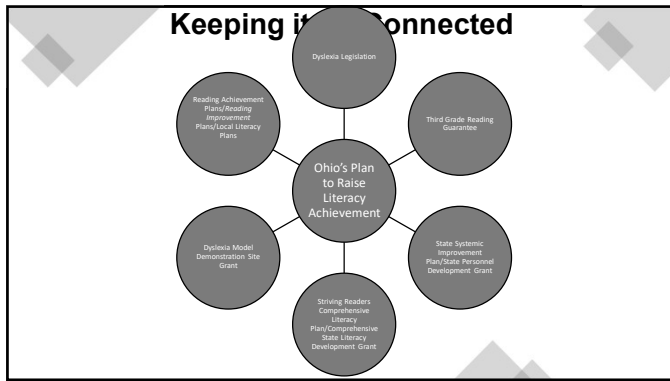 Keeping it Connected
Dyslexia Legislation
Third Grade Reading
Guarantee
State Systemic
Improvement
Plan/State Personnel
Development Grant
Striving Readers
Comprehensive
Literacy
Plan/Comprehensive
State Literacy
Development Grant
Dyslexia Model
Demonstration Site
Grant
Reading Achievement
Plans/Reading
Improvement
Plans/Local Literacy
Plans
Ohio's Plan
to Raise
Literacy
Achievement